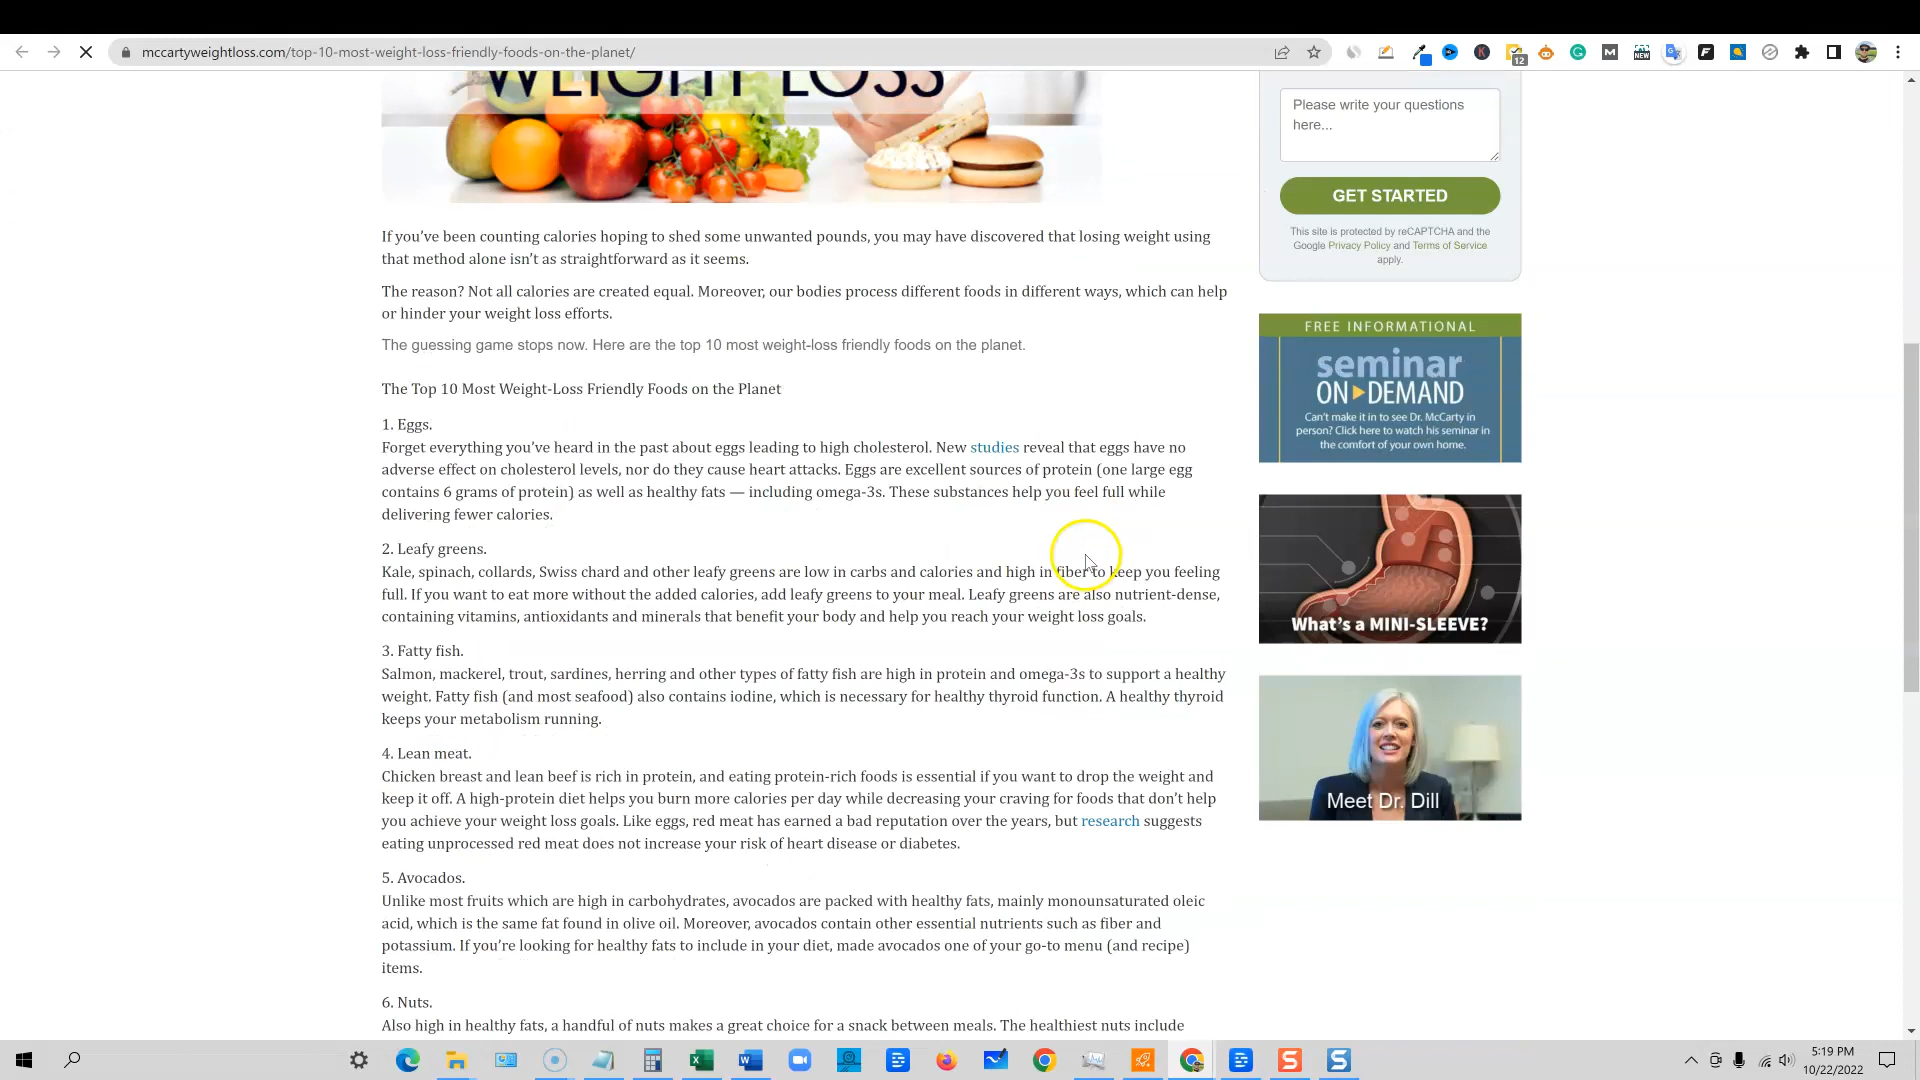 mccartyweightloss.com/top-10-most-weight-loss-friendly-foods-on-the-planet/
12
NEW
WEIGHT LOSS
If you’ve been counting calories hoping to shed some unwanted pounds, you may have discovered that losing weight using
that method alone isn’t as straightforward as it seems.
The reason? Not all calories are created equal. Moreover, our bodies process different foods in different ways, which can help
or hinder your weight loss efforts.
The guessing game stops now. Here are the top 10 most weight-loss friendly foods on the planet.
The Top 10 Most Weight-Loss Friendly Foods on the Planet
1. Eggs.
Forget everything you’ve heard in the past about eggs leading to high cholesterol. New studies reveal that eggs have no
adverse effect on cholesterol levels, nor do they cause heart attacks. Eggs are excellent sources of protein (one large egg
contains 6 grams of protein) as well as healthy fats — including omega-3s. These substances help you feel full while
delivering fewer calories.
2. Leafy greens.
Kale, spinach, collards, Swiss chard and other leafy greens are low in carbs and calories and high in fiber to keep you feeling
full. If you want to eat more without the added calories, add leafy greens to your meal. Leafy greens are also nutrient-dense,
containing vitamins, antioxidants and minerals that benefit your body and help you reach your weight loss goals.
3. Fatty fish.
Salmon, mackerel, trout, sardines, herring and other types of fatty fish are high in protein and omega-3s to support a healthy
weight. Fatty fish (and most seafood) also contains iodine, which is necessary for healthy thyroid function. A healthy thyroid
keeps your metabolism running.
4. Lean meat.
Chicken breast and lean beef is rich in protein, and eating protein-rich foods is essential if you want to drop the weight and
keep it off. A high-protein diet helps you burn more calories per day while decreasing your craving for foods that don’t help
you achieve your weight loss goals. Like eggs, red meat has earned a bad reputation over the years, but research suggests
eating unprocessed red meat does not increase your risk of heart disease or diabetes.
5. Avocados.
Unlike most fruits which are high in carbohydrates, avocados are packed with healthy fats, mainly monounsaturated oleic
acid, which is the same fat found in olive oil. Moreover, avocados contain other essential nutrients such as fiber and
potassium. If you’re looking for healthy fats to include in your diet, made avocados one of your go-to menu (and recipe)
items.
6. Nuts.
Also high in healthy fats, a handful of nuts makes a great choice for a snack between meals. The healthiest nuts include
Please write your questions
here...
GET STARTED
This site is protected by reCAPTCHA and the
Google Privacy Policy and Terms of Service
apply.
FREE INFORMATIONAL
seminar
ON DEMAND
Can’t make it in to see Dr. McCarty in
person? Click here to watch his seminar in
the comfort of your own home.
What’s a MINI-SLEEVE?
Meet Dr. Dill
5:19 PM
10/22/2022